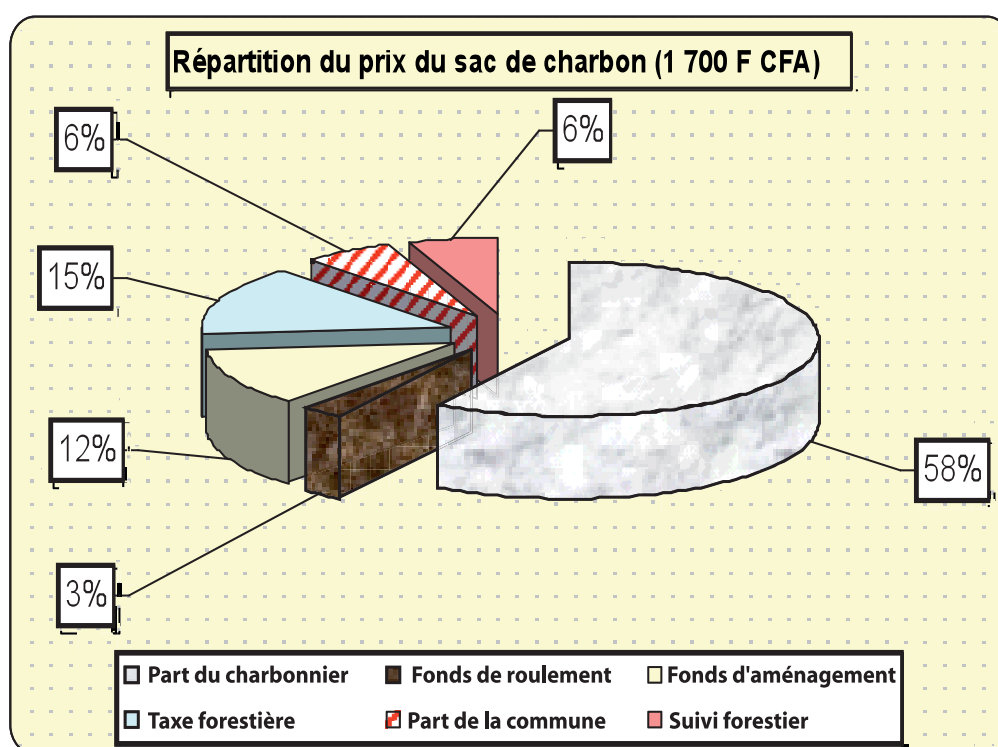 Répartition du prix du sac de charbon (1 700 F CFA)
6%
6%
15%
12%
58%
3%
Part du charbonnier
Fonds de roulement
Fonds d'aménagement
Taxe forestière
Part de la commune
Suivi forestier